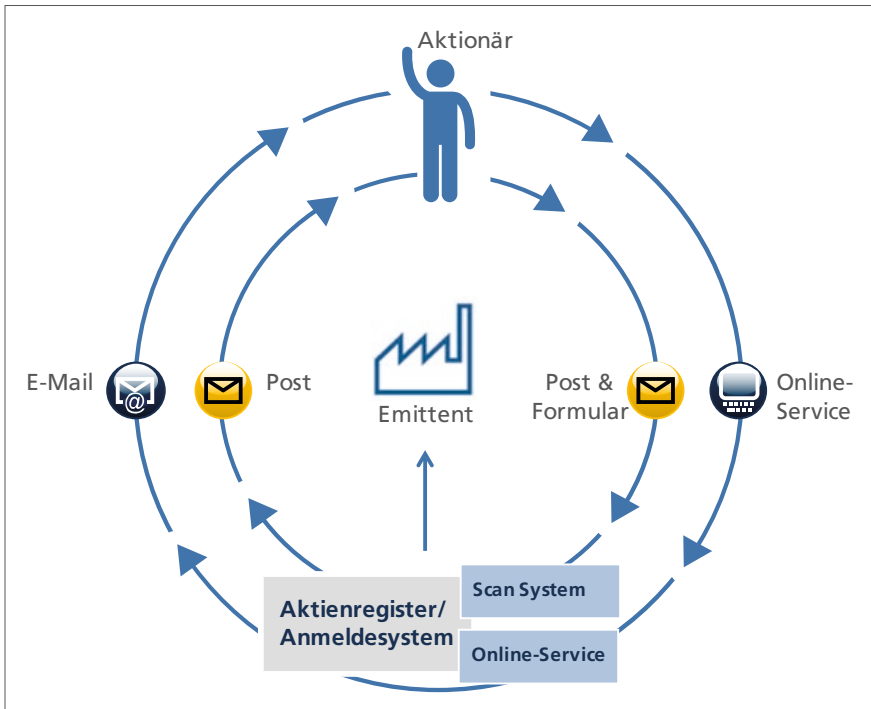 Aktionär
E-Mail
Post
Emittent
Post &
Formular
Online-
Service
Aktienregister/
Anmeldesystem
Scan System
Online-Service